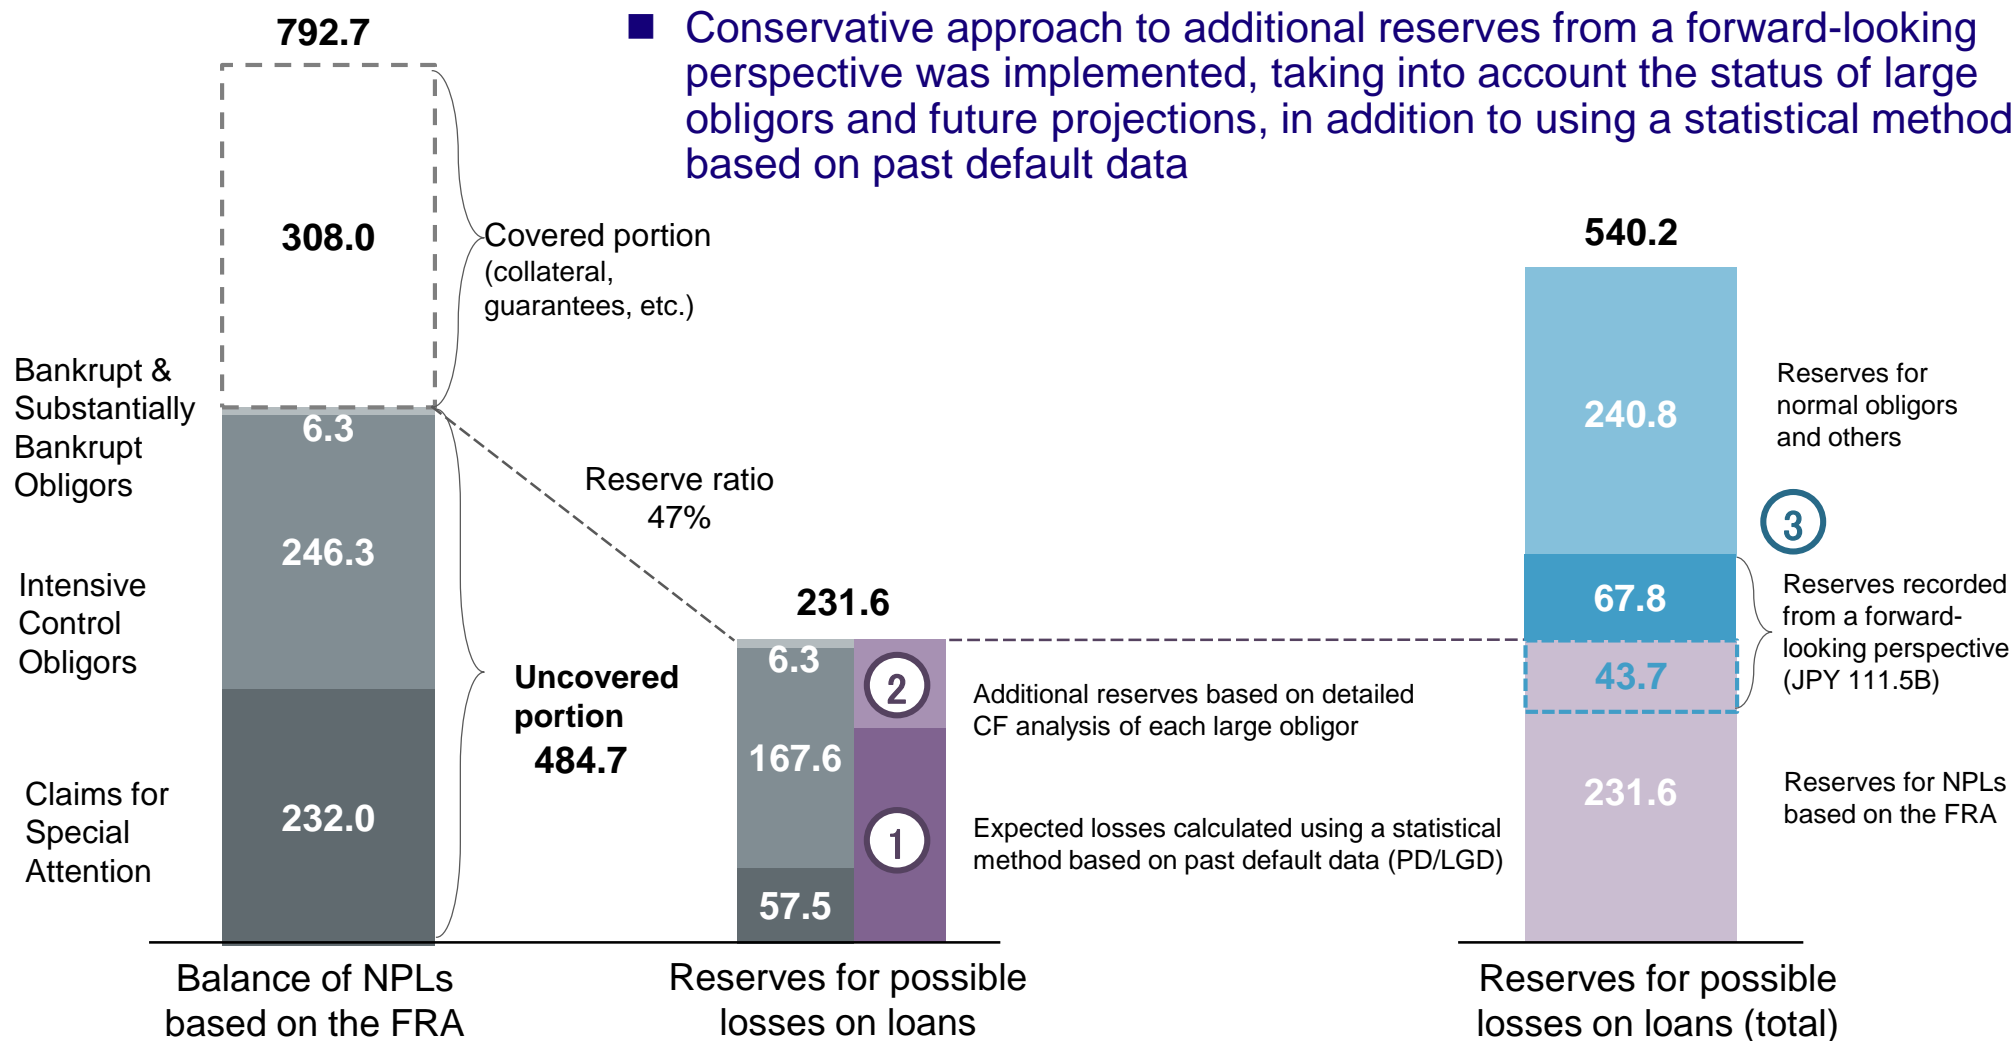 ■ Conservative approach to additional reserves from a forward-looking
perspective was implemented, taking into account the status of large
obligors and future projections, in addition to using a statistical method
based on past default data
792.7
308.0
Covered portion
(collateral,
guarantees, etc.)
Bankrupt &
Substantially
Bankrupt
Obligors
6.3
Intensive
Control
Obligors
246.3
Claims for
Special
Attention
232.0
Uncovered
portion
484.7
Balance of NPLs
based on the FRA
Reserve ratio
47%
231.6
6.3
167.6
57.5
2
Additional reserves based on detailed
CF analysis of each large obligor
1
Expected losses calculated using a statistical
method based on past default data (PD/LGD)
Reserves for possible
losses on loans
540.2
240.8
Reserves for
normal obligors
and others
3
67.8
43.7
Reserves recorded
from a forward-
looking perspective
(JPY 111.5B)
231.6
Reserves for NPLs
based on the FRA
Reserves for possible
losses on loans (total)